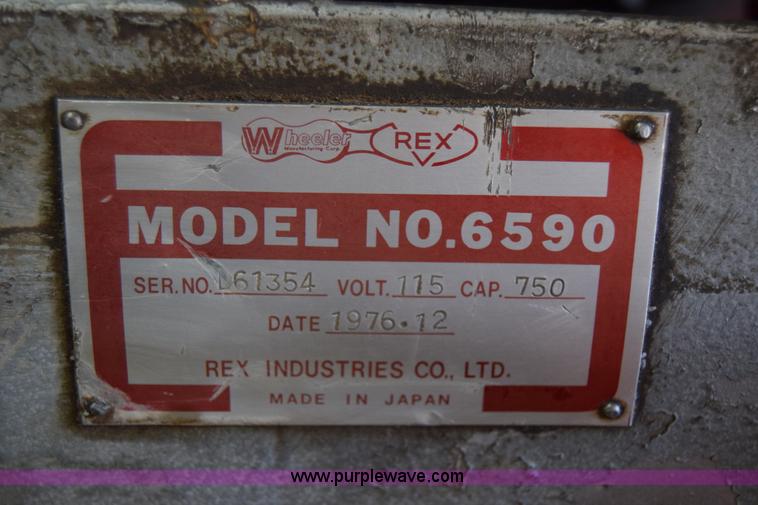 Wheeler REX
Manufacturing Corp.
MODEL NO.6590
SER.NO. L61354 VOLT. 115 CAP. 750
DATE 1976.12
REX INDUSTRIES CO., LTD.
MADE IN JAPAN
www.purplewave.com